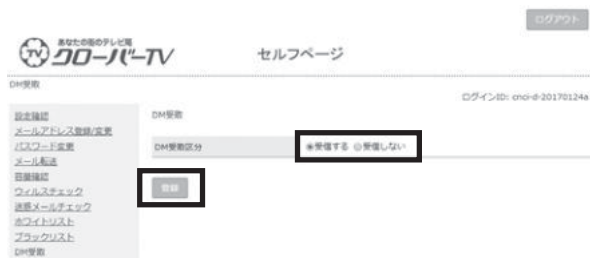 ログアウト
あなたの街のテレビ局
クローバーTV
セルフページ
DM受取
ログインID: cnci-d-20170124a
設定確認
メールアドレス登録/変更
パスワード変更
メール転送
容量確認
ウィルスチェック
迷惑メールチェック
ホワイトリスト
ブラックリスト
DM受取
DM受取
DM受取区分 受信する 受信しない
登録